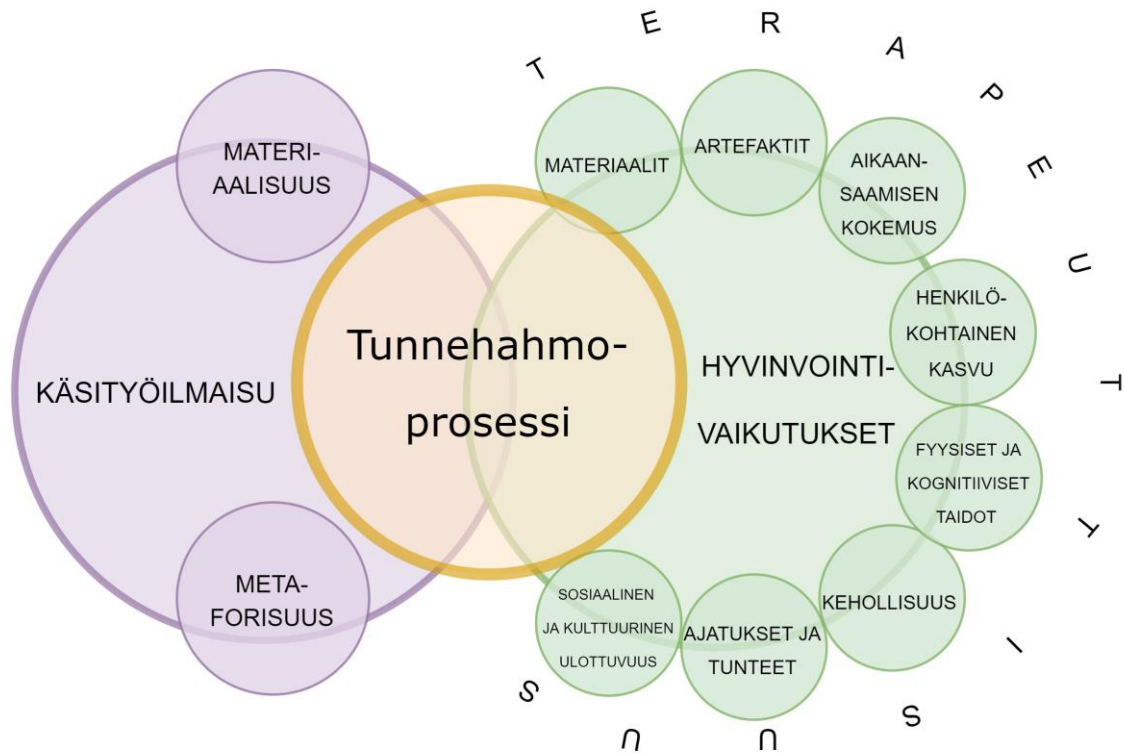 TERAPEUTTISUUS
MATERI-
AALISUUS
KÄSITYÖILMAISU
META-
FORISUUS
Tunnehahmo-
prosessi
HYVINVOINTI-
VAIKUTUKSET
MATERIAALIT
ARTEFAKTIT
AIKAAN-
SAAMISEN
KOKEMUS
HENKILÖ-
KOHTAINEN
KASVU
FYYSISET JA
KOGNITIIVISET
TAIDOT
KEHOLLISUUS
AJATUKSET JA
TUNTEET
SOSIAALINEN
JA KULTTUURINEN
ULOTTUVUUS